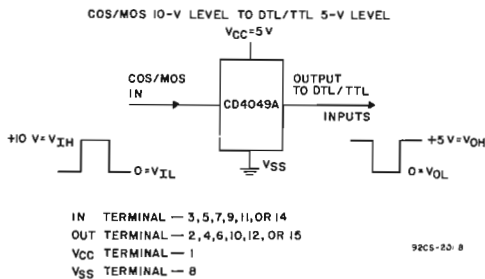 COS/MOS 10-V LEVEL TO DTL/TTL 5-V LEVEL
VCC=5V
COS/MOS
IN
CD4049A
OUTPUT
TO DTL/TTL
INPUTS
VSS
+10 V=VIH
0=VIL
+5V=VOH
0=VOL
IN TERMINAL — 3,5,7,9,11,OR 14
OUT TERMINAL — 2,4,6,10,12, OR 15
VCC TERMINAL — 1
VSS TERMINAL — 8